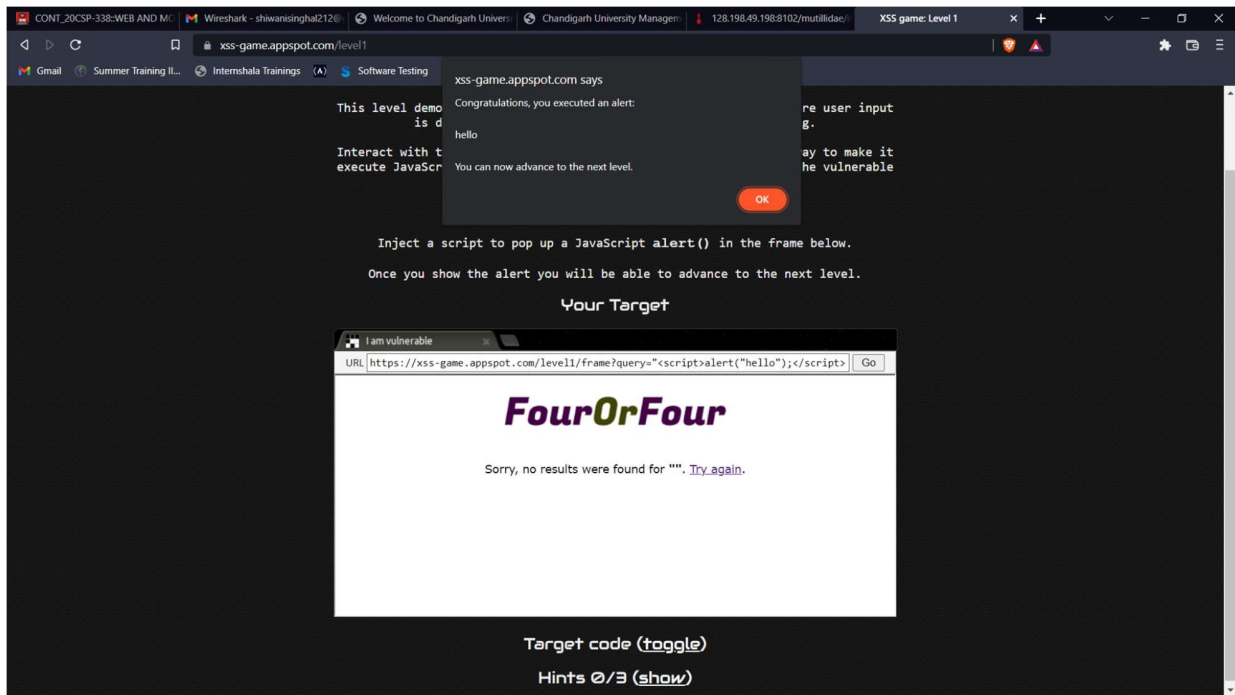 CONT_20CSP-338::WEB AND MO
Wireshark - shiwanisinghal212@
Welcome to Chandigarh Univers
Chandigarh University Managem
128.198.49.198:8102/mutillidae/
XSS game: Level 1
xss-game.appspot.com/level1
Gmail
Summer Training II...
Internshala Trainings
Software Testing
xss-game.appspot.com says
Congratulations, you executed an alert:
hello
You can now advance to the next level.
OK
This level demo
re user input
is d
g.
Interact with t
ay to make it
execute JavaScr
he vulnerable
Inject a script to pop up a JavaScript alert() in the frame below.
Once you show the alert you will be able to advance to the next level.
Your Target
I am vulnerable
URL https://xss-game.appspot.com/level1/frame?query="<script>alert("hello");</script> Go
FourOrFour
Sorry, no results were found for "". Try again.
Target code (toggle)
Hints 0/3 (show)